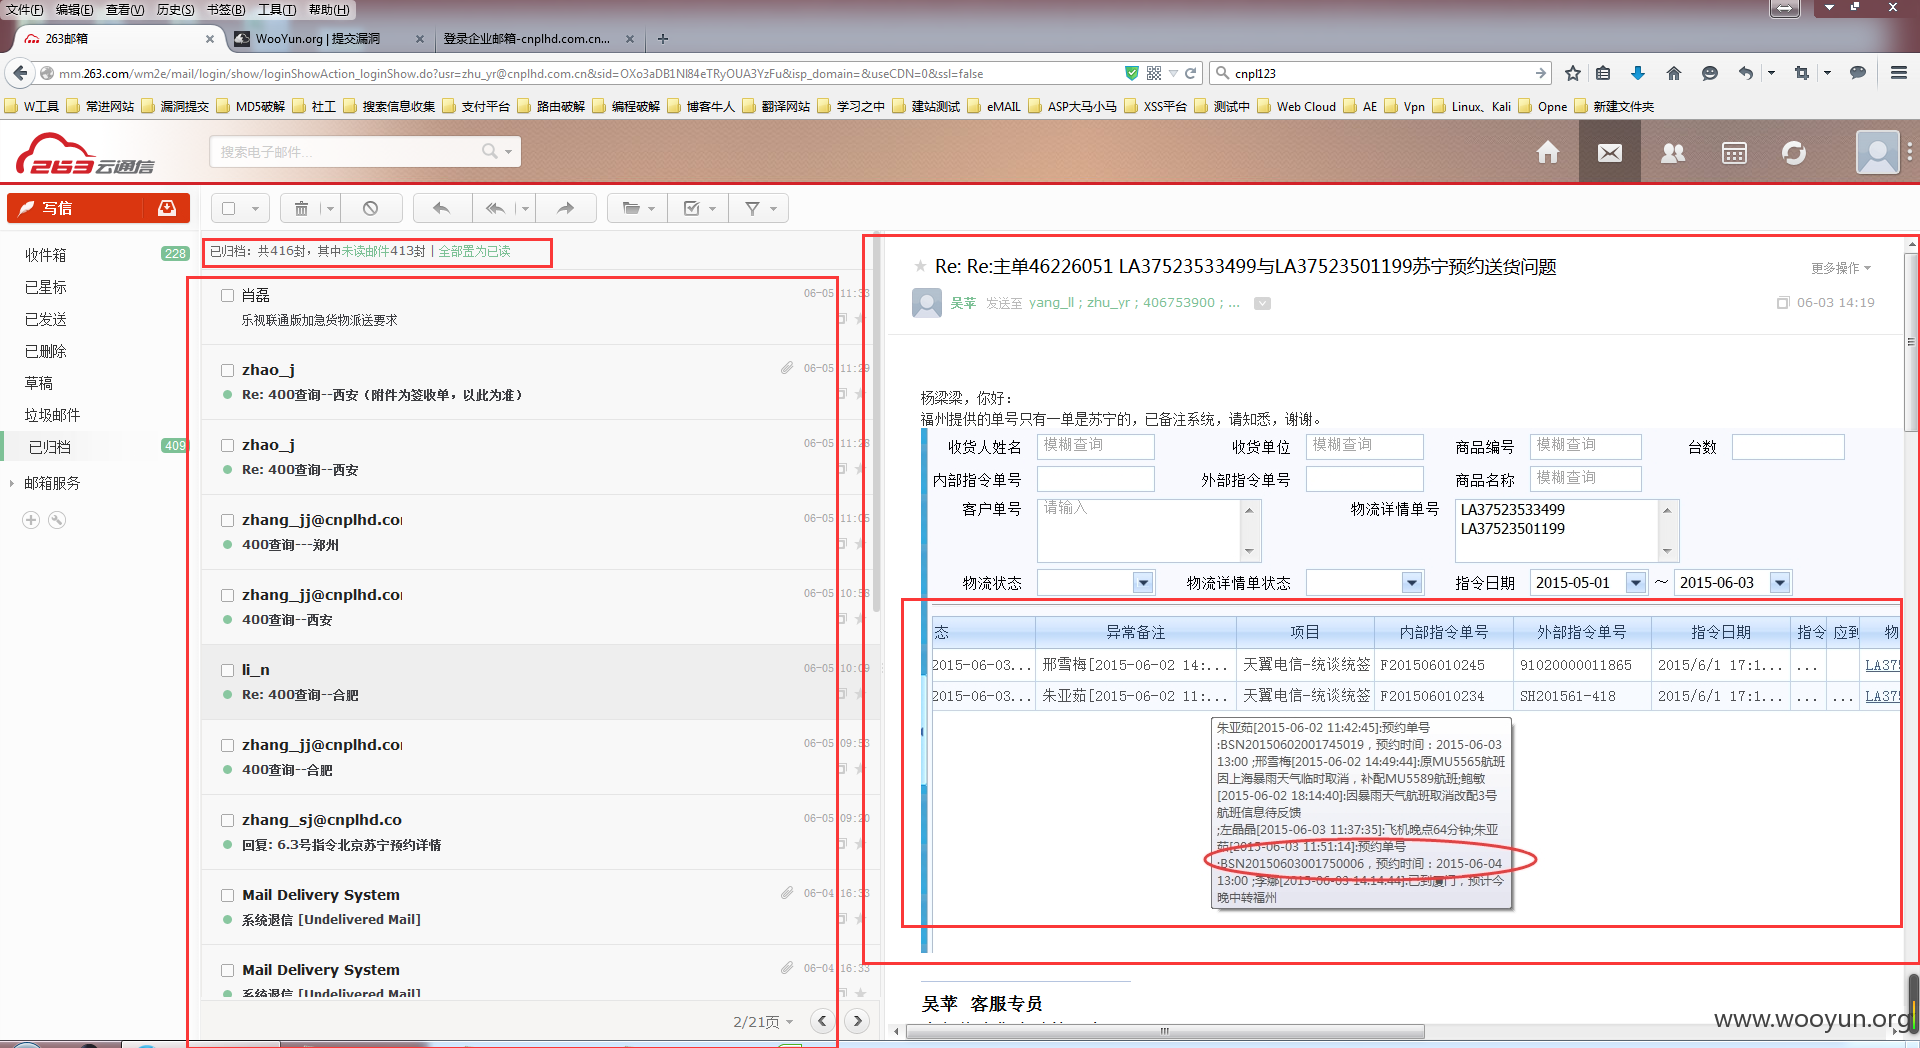 文件(F) 编辑(E) 查看(V) 历史(S) 书签(B) 工具(T) 帮助(H)
263邮箱 WooYun.org | 提交漏洞 登录企业邮箱-cnplhd.com.cn...
mm.263.com/wm2e/mail/login/show/loginShowAction_loginShow.do?usr=zhu_yr@cnplhd.com.cn&sid=OXo3aDB1Nl84eTRyOUA3YzFu&isp_domain=&useCDN=0&ssl=false cnpl123
W工具 常进网站 漏洞提交 MD5破解 社工 搜索信息收集 支付平台 路由破解 编程破解 博客牛人 翻译网站 学习之中 建站测试 eMAIL ASP大马小马 XSS平台 测试中 Web Cloud AE Vpn Linux、Kali Opne 新建文件夹
263云通信 搜索电子邮件...
写信
收件箱 228
已星标
已发送
已删除
草稿
垃圾邮件
已归档 409
邮箱服务
已归档：共416封，其中未读邮件413封 | 全部置为已读
肖磊 06-05 11:33
乐视联通版加急货物派送要求
zhao_j 06-05 11:29
Re: 400查询--西安（附件为签收单，以此为准）
zhao_j 06-05 11:28
Re: 400查询--西安
zhang_jj@cnplhd.co 06-05 11:05
400查询---郑州
zhang_jj@cnplhd.co 06-05 10:53
400查询--西安
li_n 06-05 10:09
Re: 400查询--合肥
zhang_jj@cnplhd.co 06-05 09:53
400查询--合肥
zhang_sj@cnplhd.co 06-05 09:20
回复: 6.3号指令北京苏宁预约详情
Mail Delivery System 06-04 16:33
系统退信 [Undelivered Mail]
Mail Delivery System 06-04 16:33
系统退信 [Undelivered Mail]
2/21页
Re: Re:主单46226051 LA37523533499与LA37523501199苏宁预约送货问题 更多操作
吴苹 发送至 yang_ll ; zhu_yr ; 406753900 ; ... 06-03 14:19
杨梁梁，你好：
福州提供的单号只有一单是苏宁的，已备注系统，请知悉，谢谢。
收货人姓名 模糊查询 收货单位 模糊查询 商品编号 模糊查询 台数
内部指令单号 外部指令单号 商品名称 模糊查询
客户单号 请输入 物流详情单号 LA37523533499
LA37523501199
物流状态 物流详情单状态 指令日期 2015-05-01 ~ 2015-06-03
态 异常备注 项目 内部指令单号 外部指令单号 指令日期 指令 应到 物
2015-06-03... 邢雪梅[2015-06-02 14:... 天翼电信-统谈统签 F201506010245 91020000011865 2015/6/1 17:1... ... LA375
2015-06-03... 朱亚茹[2015-06-02 11:... 天翼电信-统谈统签 F201506010234 SH201561-418 2015/6/1 17:1... ... ... LA375
朱亚茹[2015-06-02 11:42:45]:预约单号
:BSN20150602001745019，预约时间：2015-06-03
13:00 ;邢雪梅[2015-06-02 14:49:44]:原MU5565航班
因上海暴雨天气临时取消，补配MU5589航班;鲍敏
[2015-06-02 18:14:40]:因暴雨天气航班取消改配3号
航班信息待反馈
;左晶晶[2015-06-03 11:37:35]:飞机晚点64分钟;朱亚
茹[2015-06-03 11:51:14]:预约单号
:BSN20150603001750006，预约时间：2015-06-04
13:00 ;李娜[2015-06-03 14:14:44]:已到厦门，预计今
晚中转福州
吴苹 客服专员
www.wooyun.org